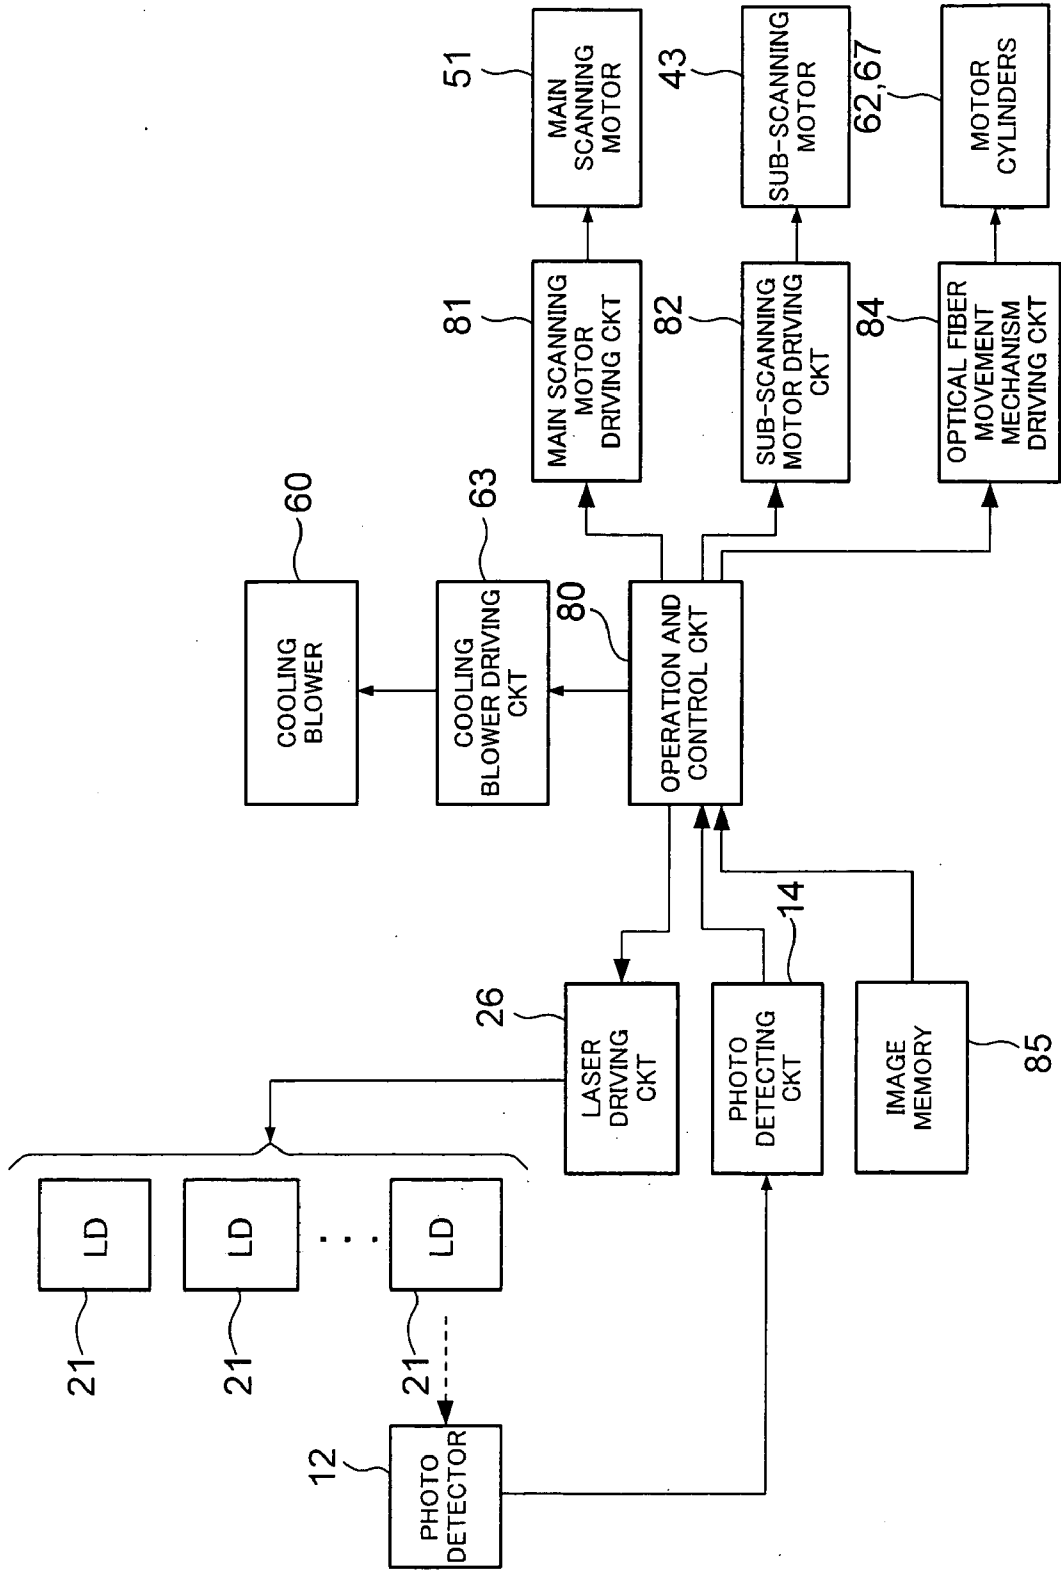 21
LD
21
LD
...
21
LD
12
PHOTO
DETECTOR
26
LASER
DRIVING
CKT
14
PHOTO
DETECTING
CKT
85
IMAGE
MEMORY
60
COOLING
BLOWER
63
COOLING
BLOWER DRIVING
CKT
80
OPERATION AND
CONTROL CKT
81
MAIN SCANNING
MOTOR
DRIVING CKT
82
SUB-SCANNING
MOTOR DRIVING
CKT
84
OPTICAL FIBER
MOVEMENT
MECHANISM
DRIVING CKT
51
MAIN
SCANNING
MOTOR
43
SUB-SCANNING
MOTOR
62,67
MOTOR
CYLINDERS